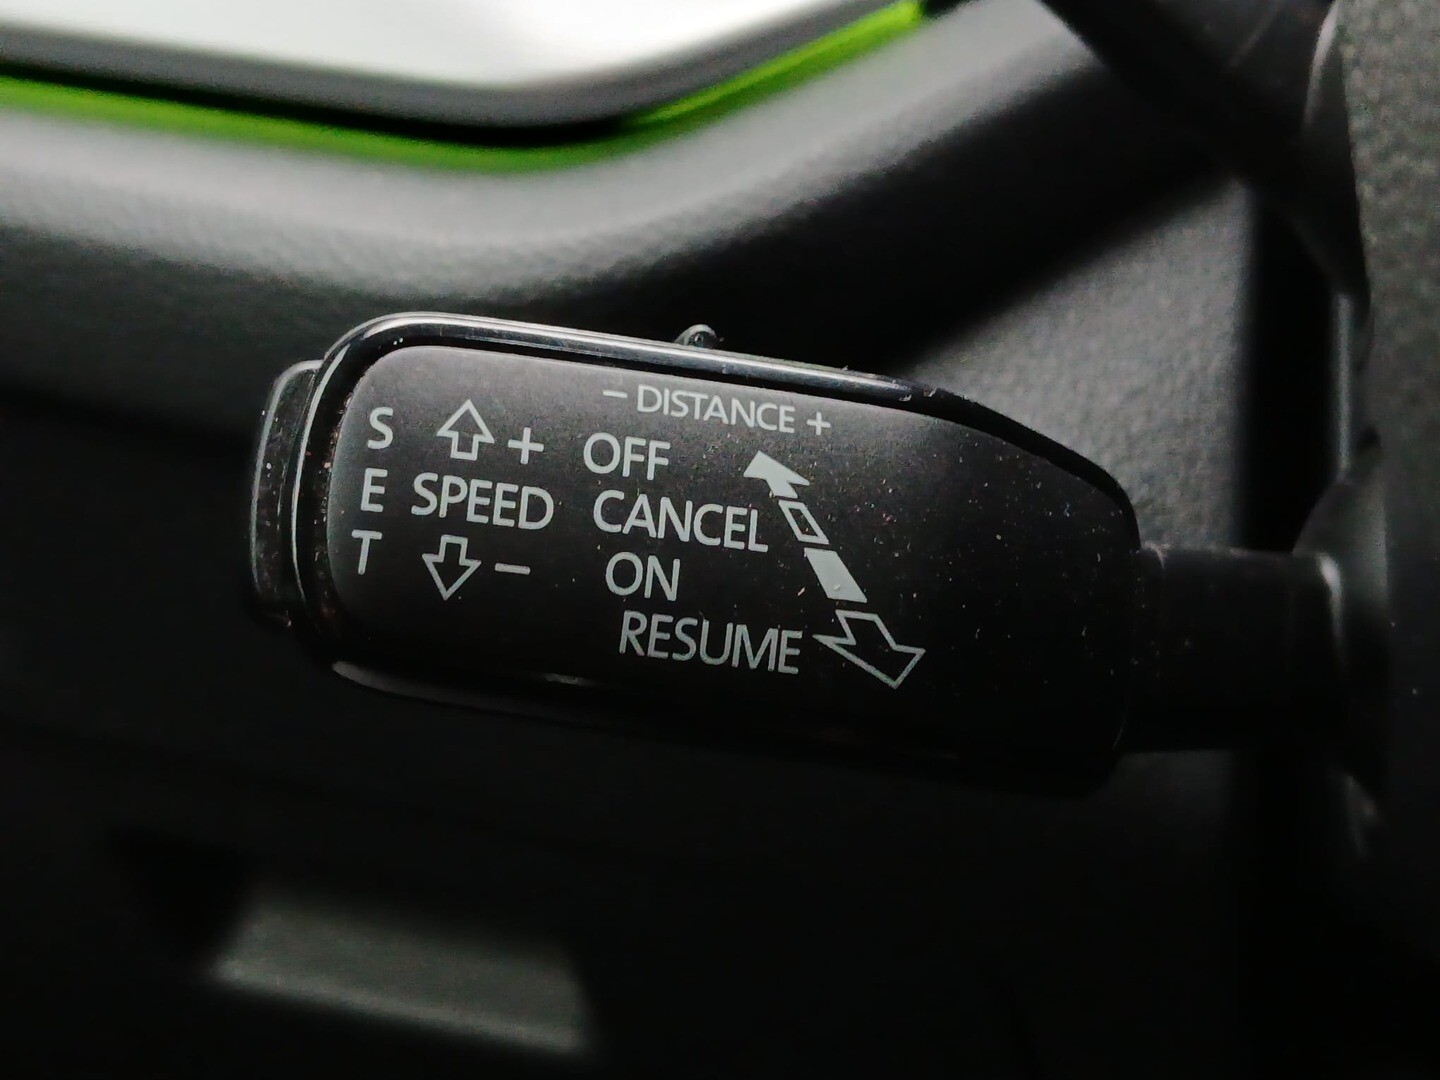 - DISTANCE +
S + OFF
E SPEED CANCEL
T - ON
RESUME